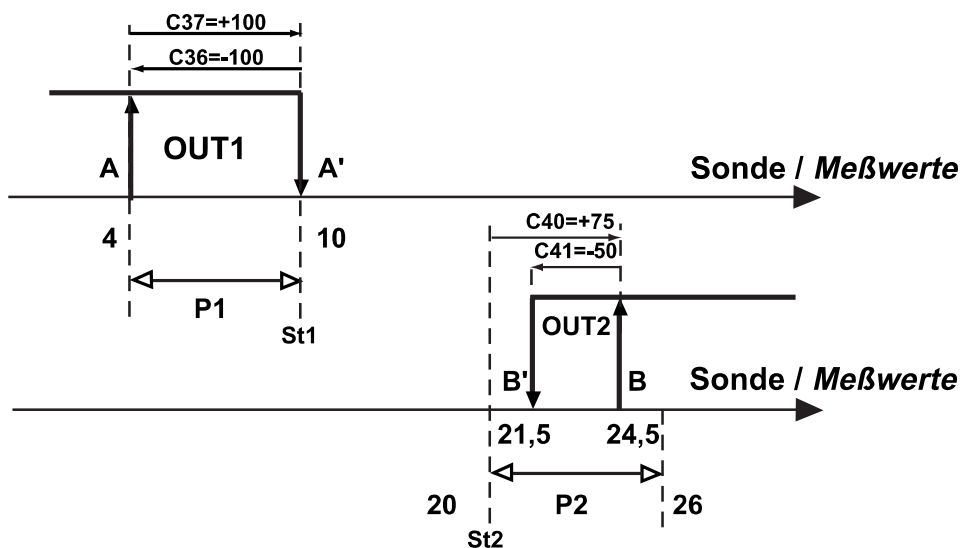 C37=+100
C36=-100
OUT1
A
A'
Sonde / Meßwerte
4
10
P1
St1
C40=+75
C41=-50
OUT2
B'
B
Sonde / Meßwerte
21,5
24,5
20
P2
26
St2